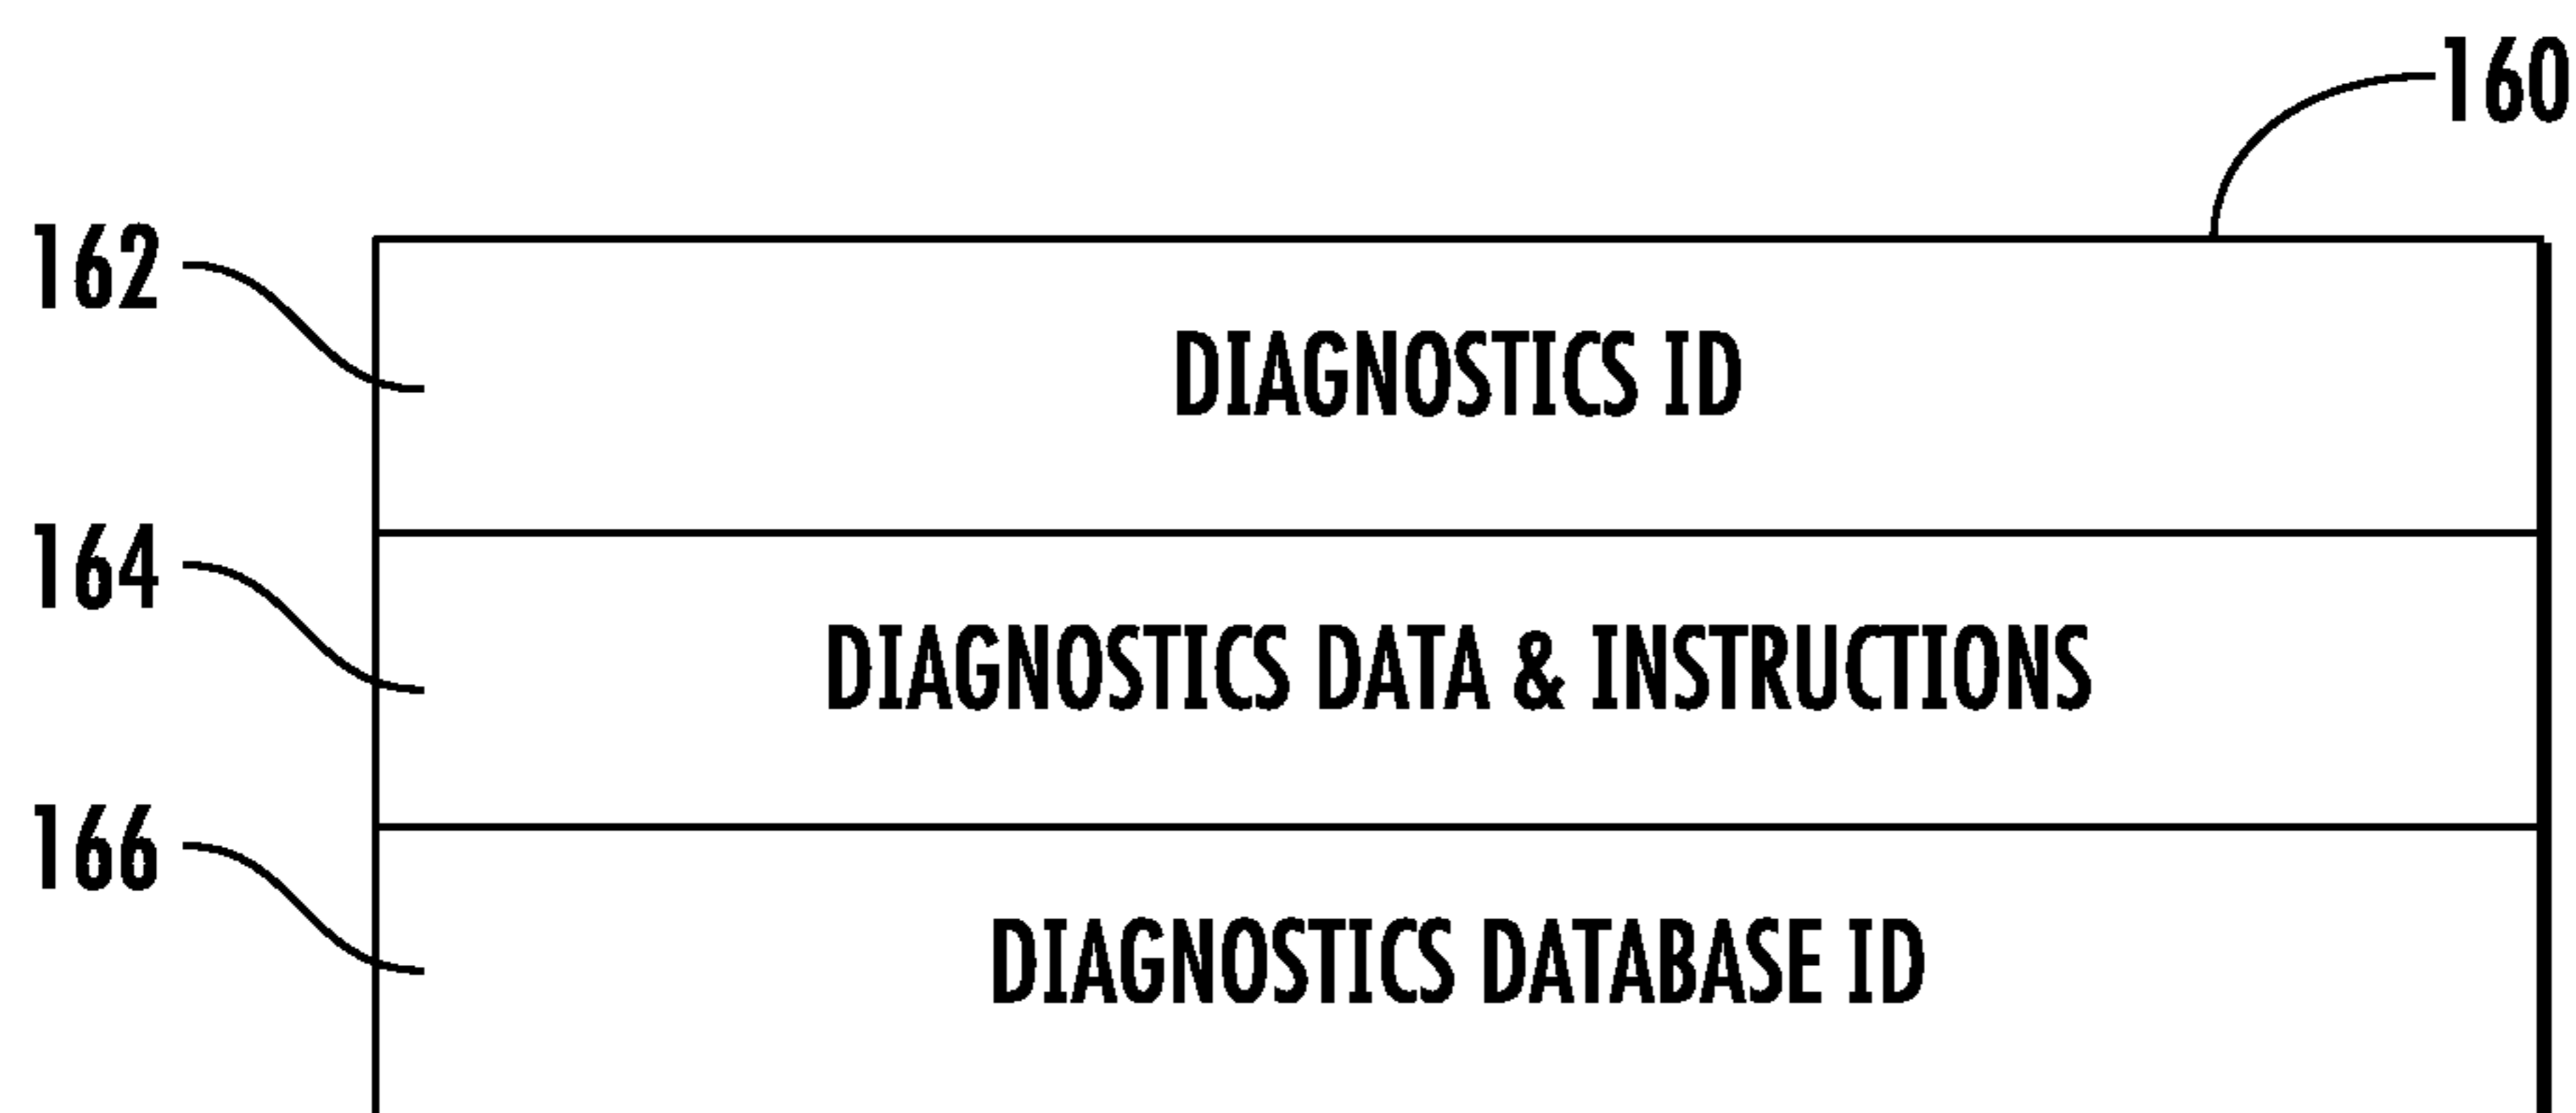 160
162
DIAGNOSTICS ID
164
DIAGNOSTICS DATA & INSTRUCTIONS
166
DIAGNOSTICS DATABASE ID